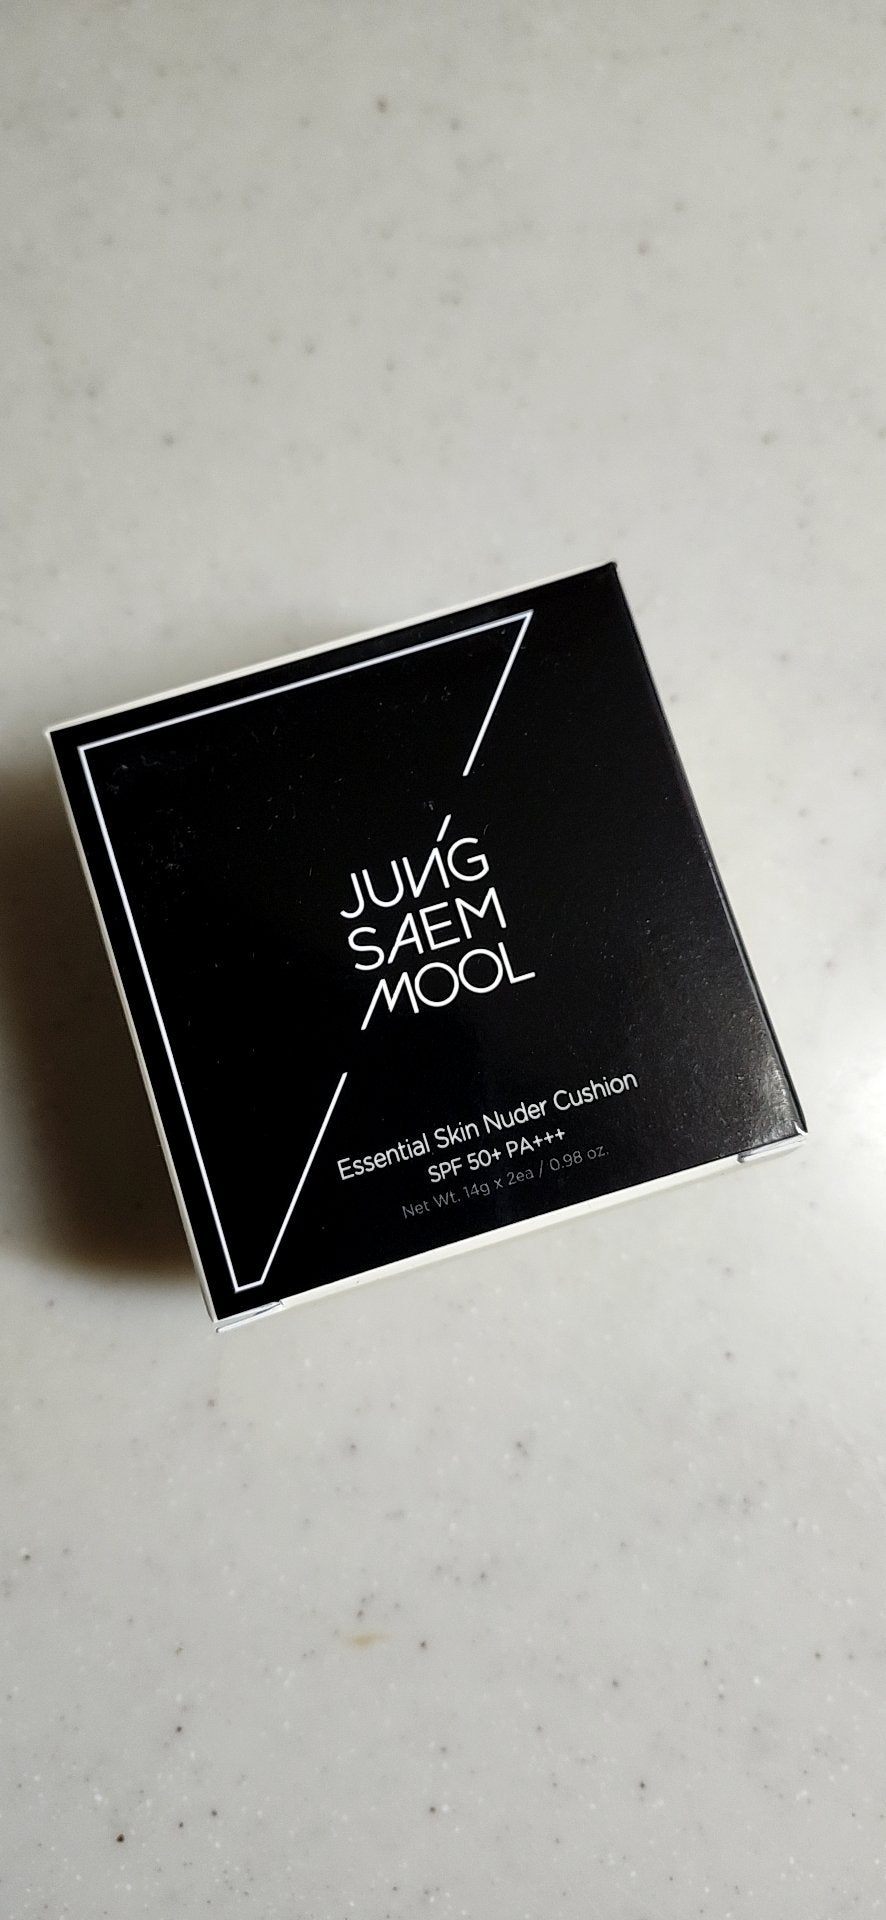 JUNG
SAEM
MOOL
Essential Skin Nuder Cushion
SPF 50+ PA+++
Net Wt. 14g x 2ea / 0.98 oz.